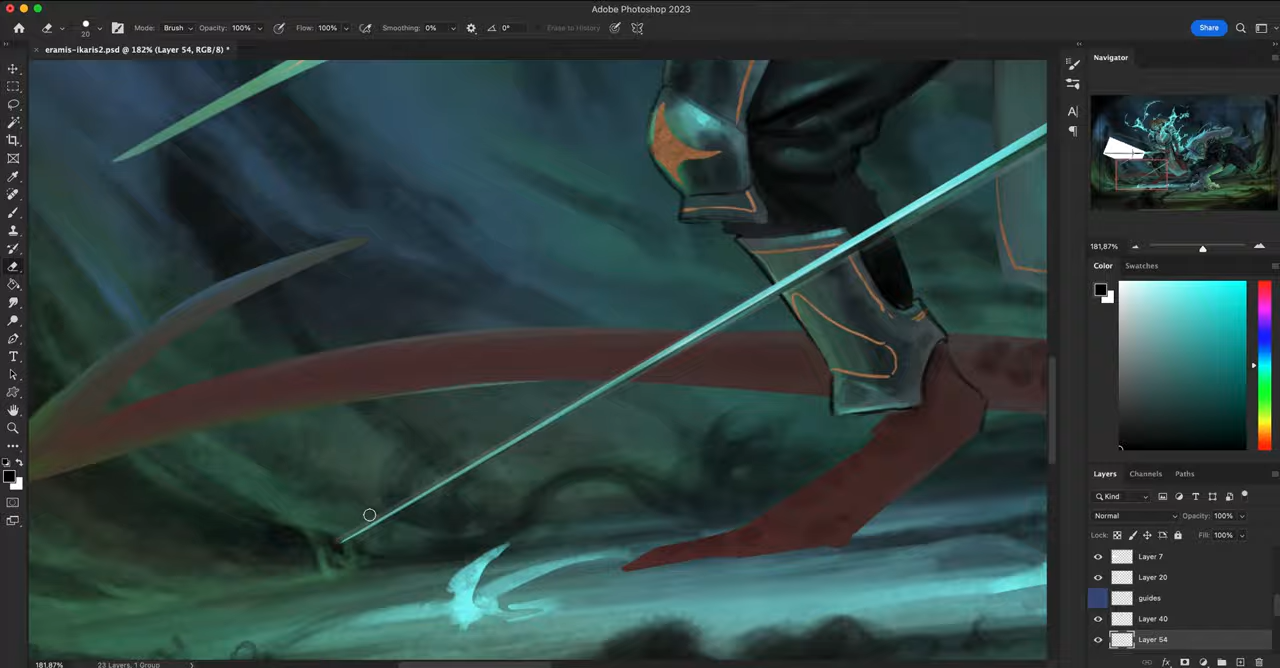 Adobe Photoshop 2023
20
Mode: Brush Opacity: 100% Flow: 100% Smoothing: 0% 0° Erase to History Share
× eramis-ikaris2.psd @ 182% (Layer 54, RGB/8) *
Navigator
181,87%
Color Swatches
Layers Channels Paths
Kind
Normal Opacity: 100%
Lock: Fill: 100%
Layer 7
Layer 20
guides
Layer 40
Layer 54
181,87% 23 Layers, 1 Group